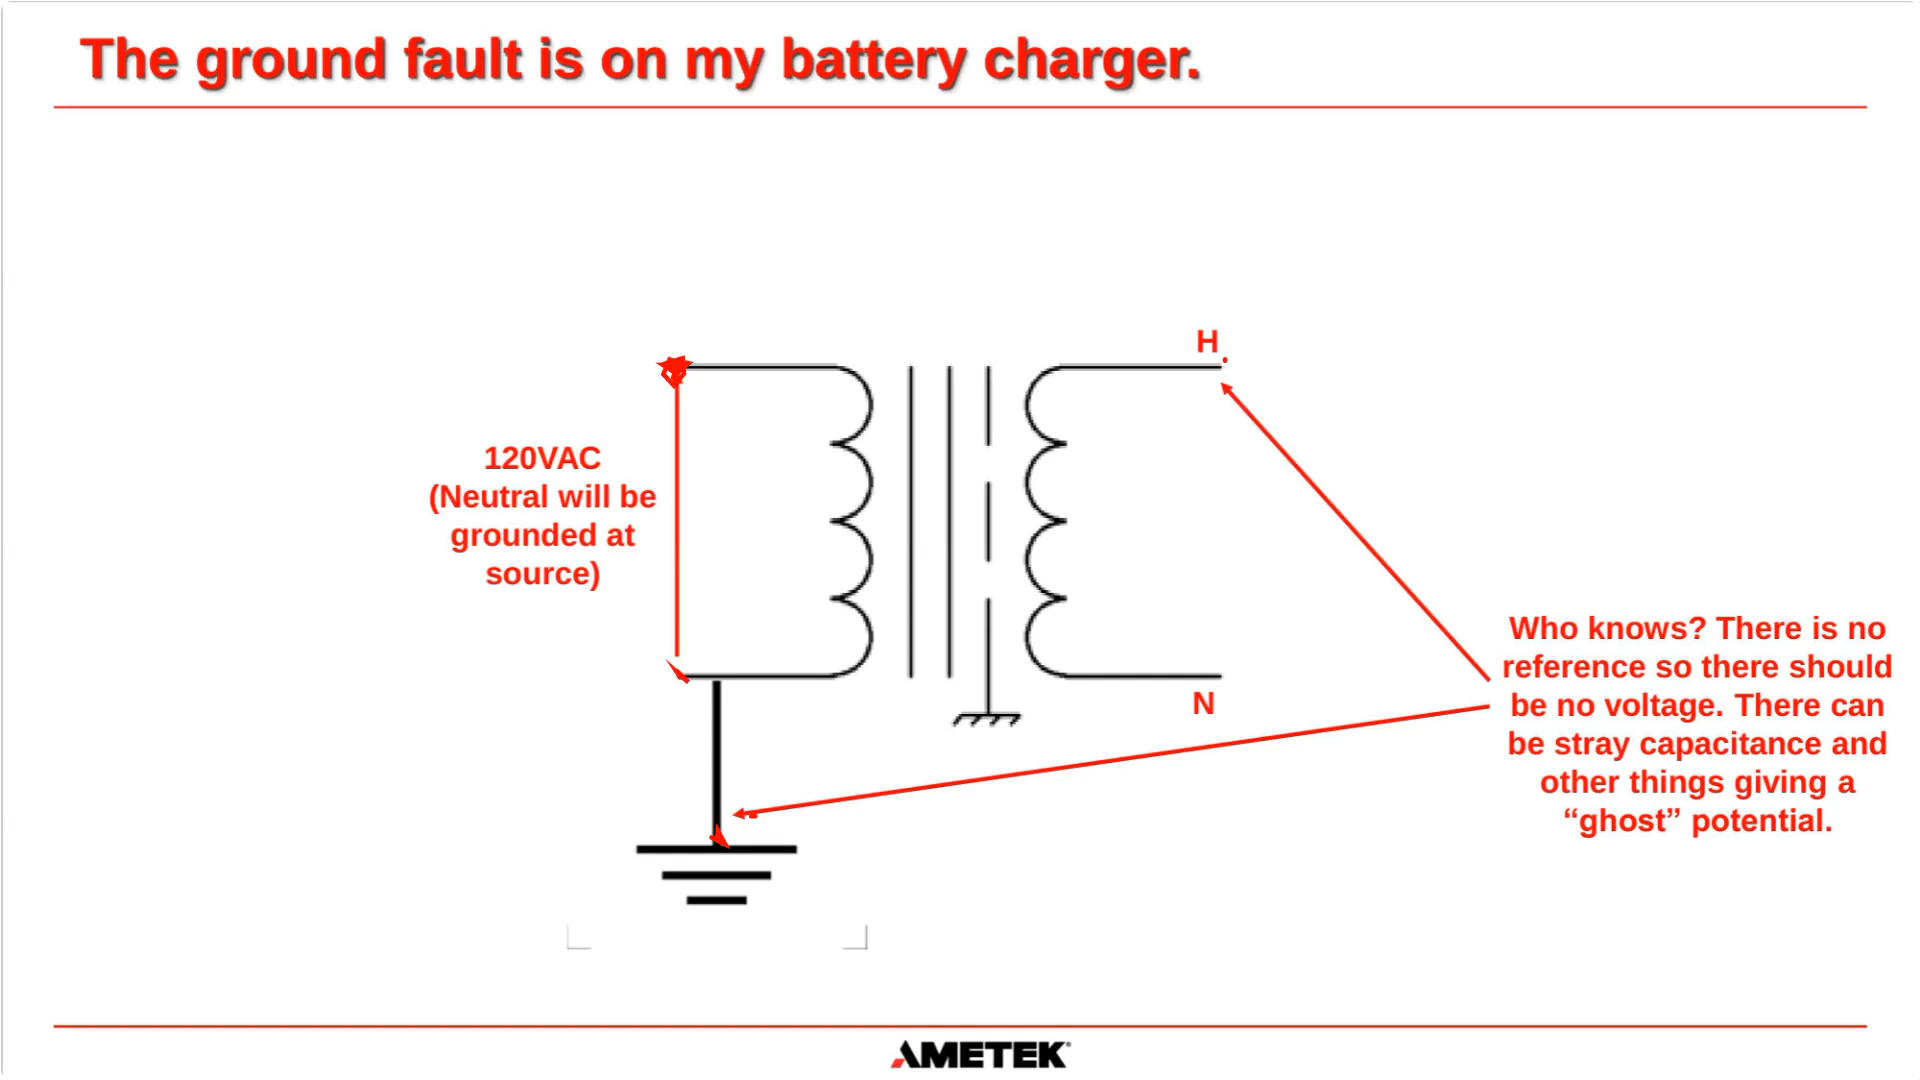 The ground fault is on my battery charger.
H
120VAC
(Neutral will be
grounded at
source)
Who knows? There is no
reference so there should
be no voltage. There can
be stray capacitance and
other things giving a
“ghost” potential.
N
AMETEK®